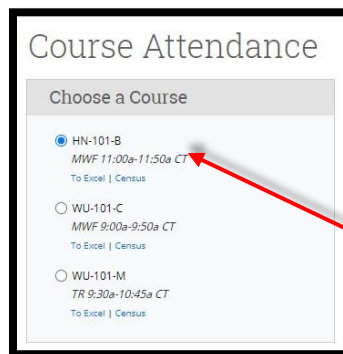 Course Attendance
Choose a Course
HN-101-B
MWF 11:00a-11:50a CT
To Excel | Census
WU-101-C
MWF 9:00a-9:50a CT
To Excel | Census
WU-101-M
TR 9:30a-10:45a CT
To Excel | Census